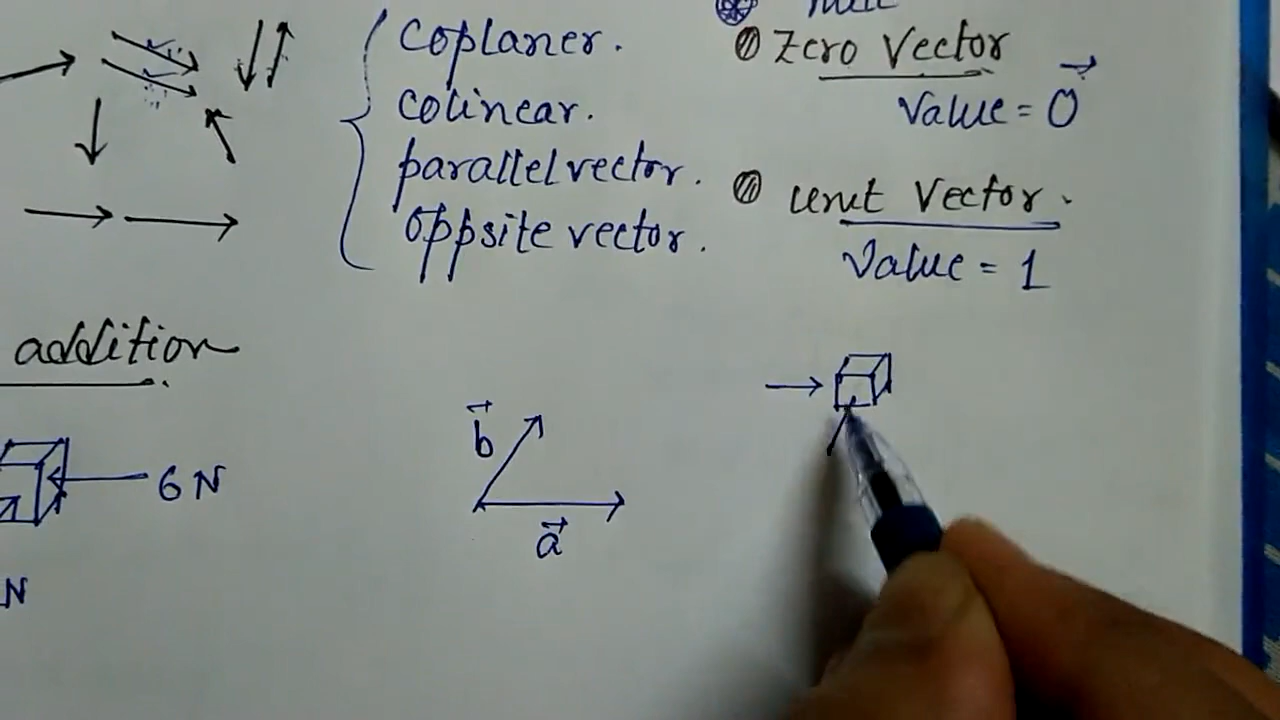 Coplaner.
Colinear.
parallel vector.
oppsite vector.
Zero Vector
Value = 0⃗
unit Vector.
Value = 1
addition
6 N
N
b⃗
a⃗